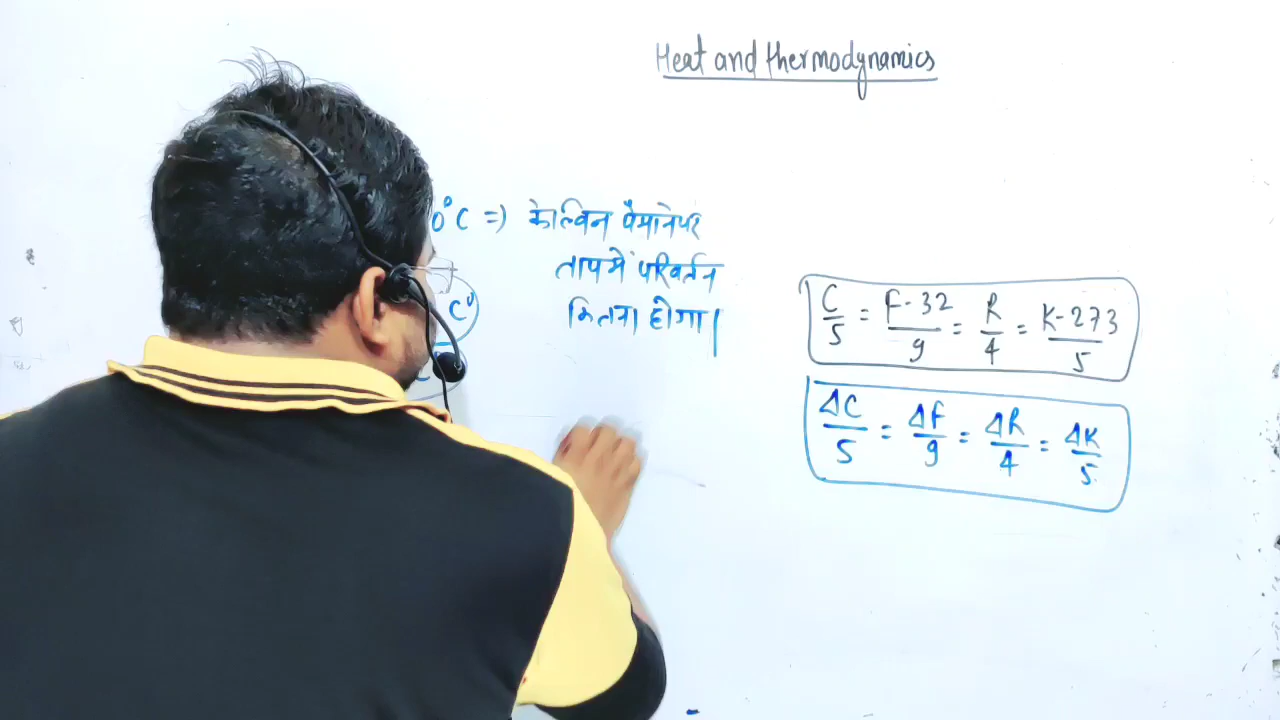 Heat and thermodynamics
0°C => केल्विन पैमाने पर
ताप में परिवर्तन
कितना होगा।
C°
C/5 = F-32/9 = R/4 = K-273/5
ΔC/5 = ΔF/9 = ΔR/4 = ΔK/5